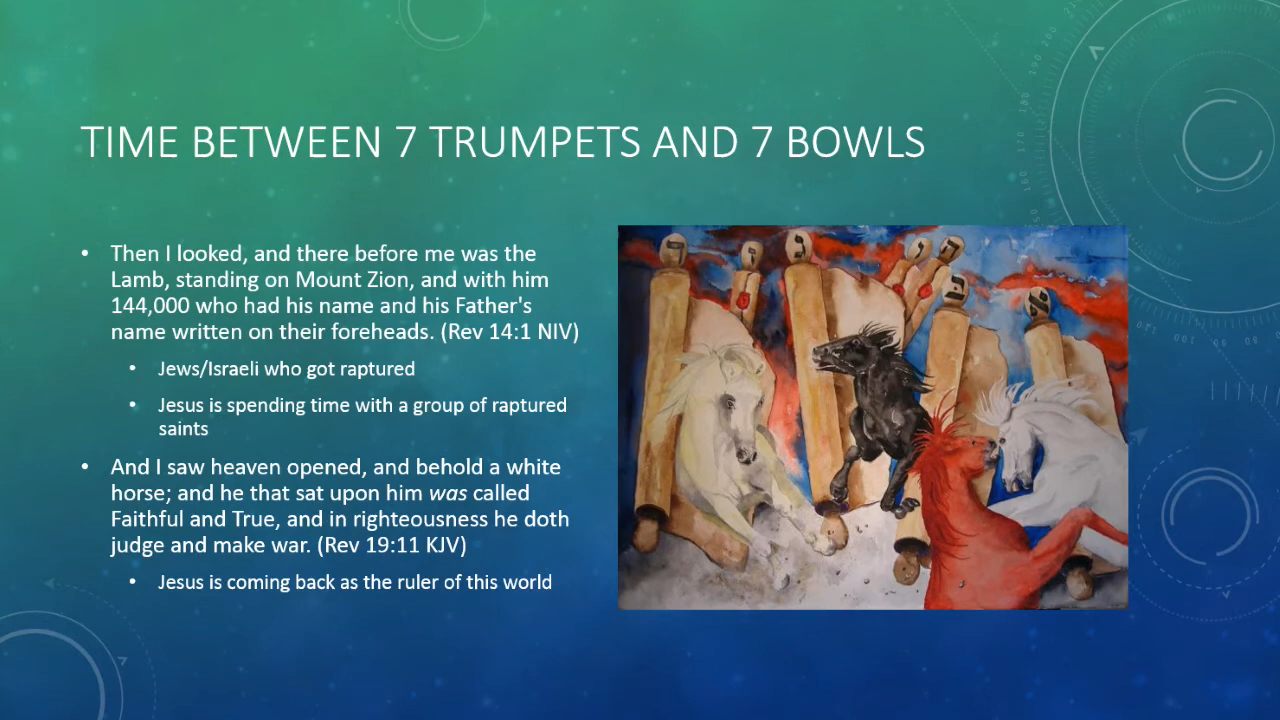 TIME BETWEEN 7 TRUMPETS AND 7 BOWLS
• Then I looked, and there before me was the
Lamb, standing on Mount Zion, and with him
144,000 who had his name and his Father's
name written on their foreheads. (Rev 14:1 NIV)
• Jews/Israeli who got raptured
• Jesus is spending time with a group of raptured
saints
• And I saw heaven opened, and behold a white
horse; and he that sat upon him was called
Faithful and True, and in righteousness he doth
judge and make war. (Rev 19:11 KJV)
• Jesus is coming back as the ruler of this world